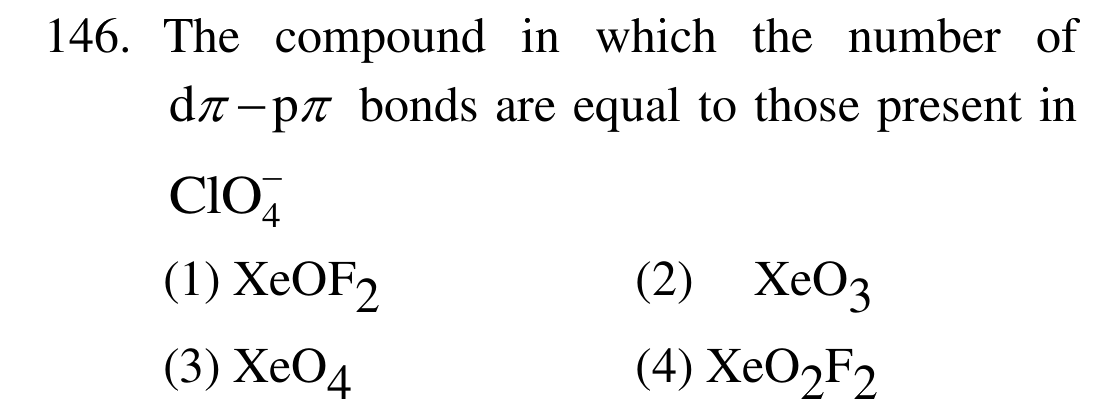 146. The compound in which the number of
dπ–pπ bonds are equal to those present in
ClO₄⁻
(1) XeOF₂ (2) XeO₃
(3) XeO₄ (4) XeO₂F₂